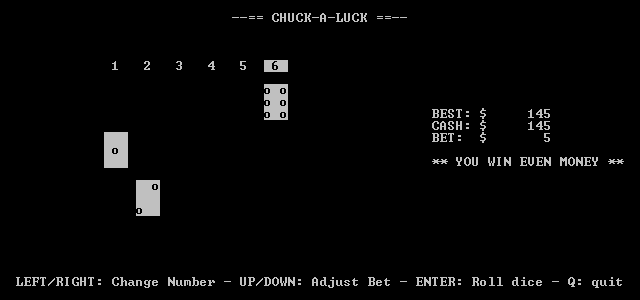 --== CHUCK-A-LUCK ==--
1 2 3 4 5 6
BEST: $ 145
CASH: $ 145
BET: $ 5
** YOU WIN EVEN MONEY **
LEFT/RIGHT: Change Number - UP/DOWN: Adjust Bet - ENTER: Roll dice - Q: quit